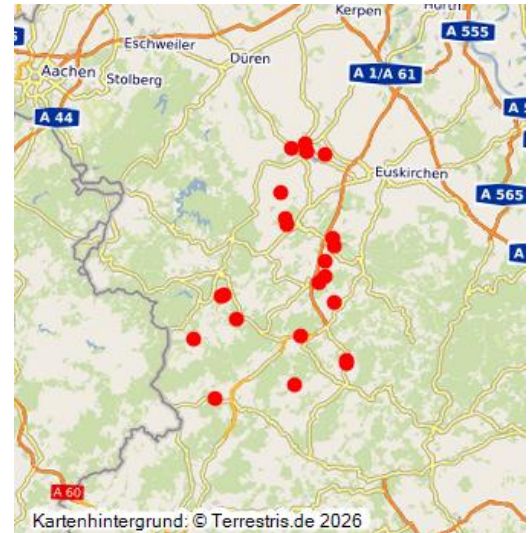 Kerpen
A 555
Eschweiler
Düren
Aachen
A 1/A 61
Stolberg
A 44
Euskirchen
A 565
A 60
Kartenhintergrund: © Terrestris.de 2026